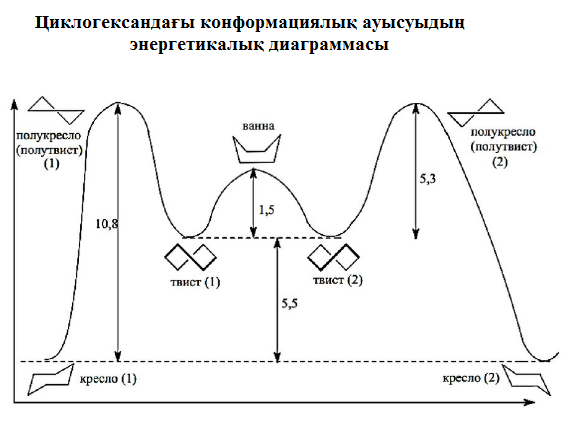 Циклогександағы конформациялық ауысуыдың
энергетикалық диаграммасы
полукресло
(полутвист)
(1)
ванна
полукресло
(полутвист)
(2)
10,8
1,5
5,3
твист (1)
твист (2)
5,5
кресло (1)
кресло (2)